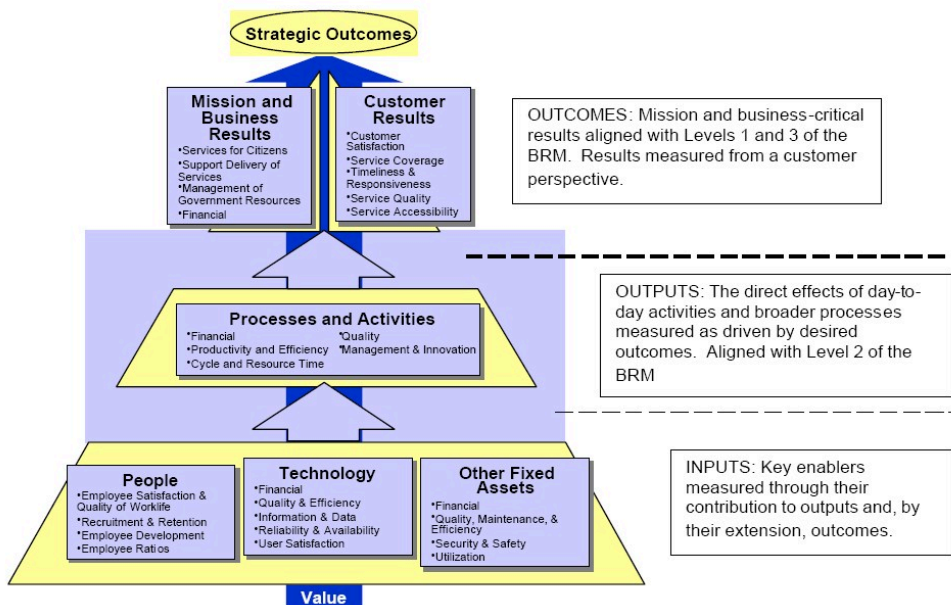 Strategic Outcomes
Mission and
Business
Results
•Services for Citizens
•Support Delivery of
Services
•Management of
Government Resources
•Financial
Customer
Results
•Customer
Satisfaction
•Service Coverage
•Timeliness &
Responsiveness
•Service Quality
•Service Accessibility
OUTCOMES: Mission and business-critical
results aligned with Levels 1 and 3 of the
BRM.  Results measured from a customer
perspective.
Processes and Activities
•Financial
•Productivity and Efficiency
•Cycle and Resource Time
•Quality
•Management & Innovation
OUTPUTS: The direct effects of day-to-
day activities and broader processes
measured as driven by desired
outcomes.  Aligned with Level 2 of the
BRM
People
•Employee Satisfaction &
Quality of Worklife
•Recruitment & Retention
•Employee Development
•Employee Ratios
Technology
•Financial
•Quality & Efficiency
•Information & Data
•Reliability & Availability
•User Satisfaction
Other Fixed
Assets
•Financial
•Quality, Maintenance, &
Efficiency
•Security & Safety
•Utilization
INPUTS: Key enablers
measured through their
contribution to outputs and, by
their extension, outcomes.
Value